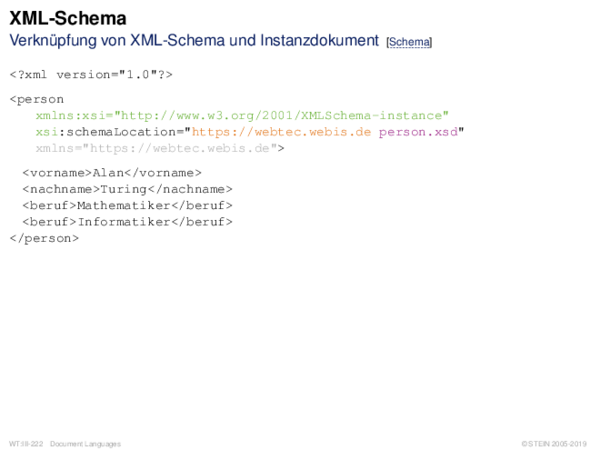 XML-Schema
Verknüpfung von XML-Schema und Instanzdokument [Schema]
<?xml version="1.0"?>
<person
xmlns:xsi="http://www.w3.org/2001/XMLSchema-instance"
xsi:schemaLocation="https://webtec.webis.de person.xsd"
xmlns="https://webtec.webis.de">
<vorname>Alan</vorname>
<nachname>Turing</nachname>
<beruf>Mathematiker</beruf>
<beruf>Informatiker</beruf>
</person>
WT:III-222 Document Languages © STEIN 2005-2019